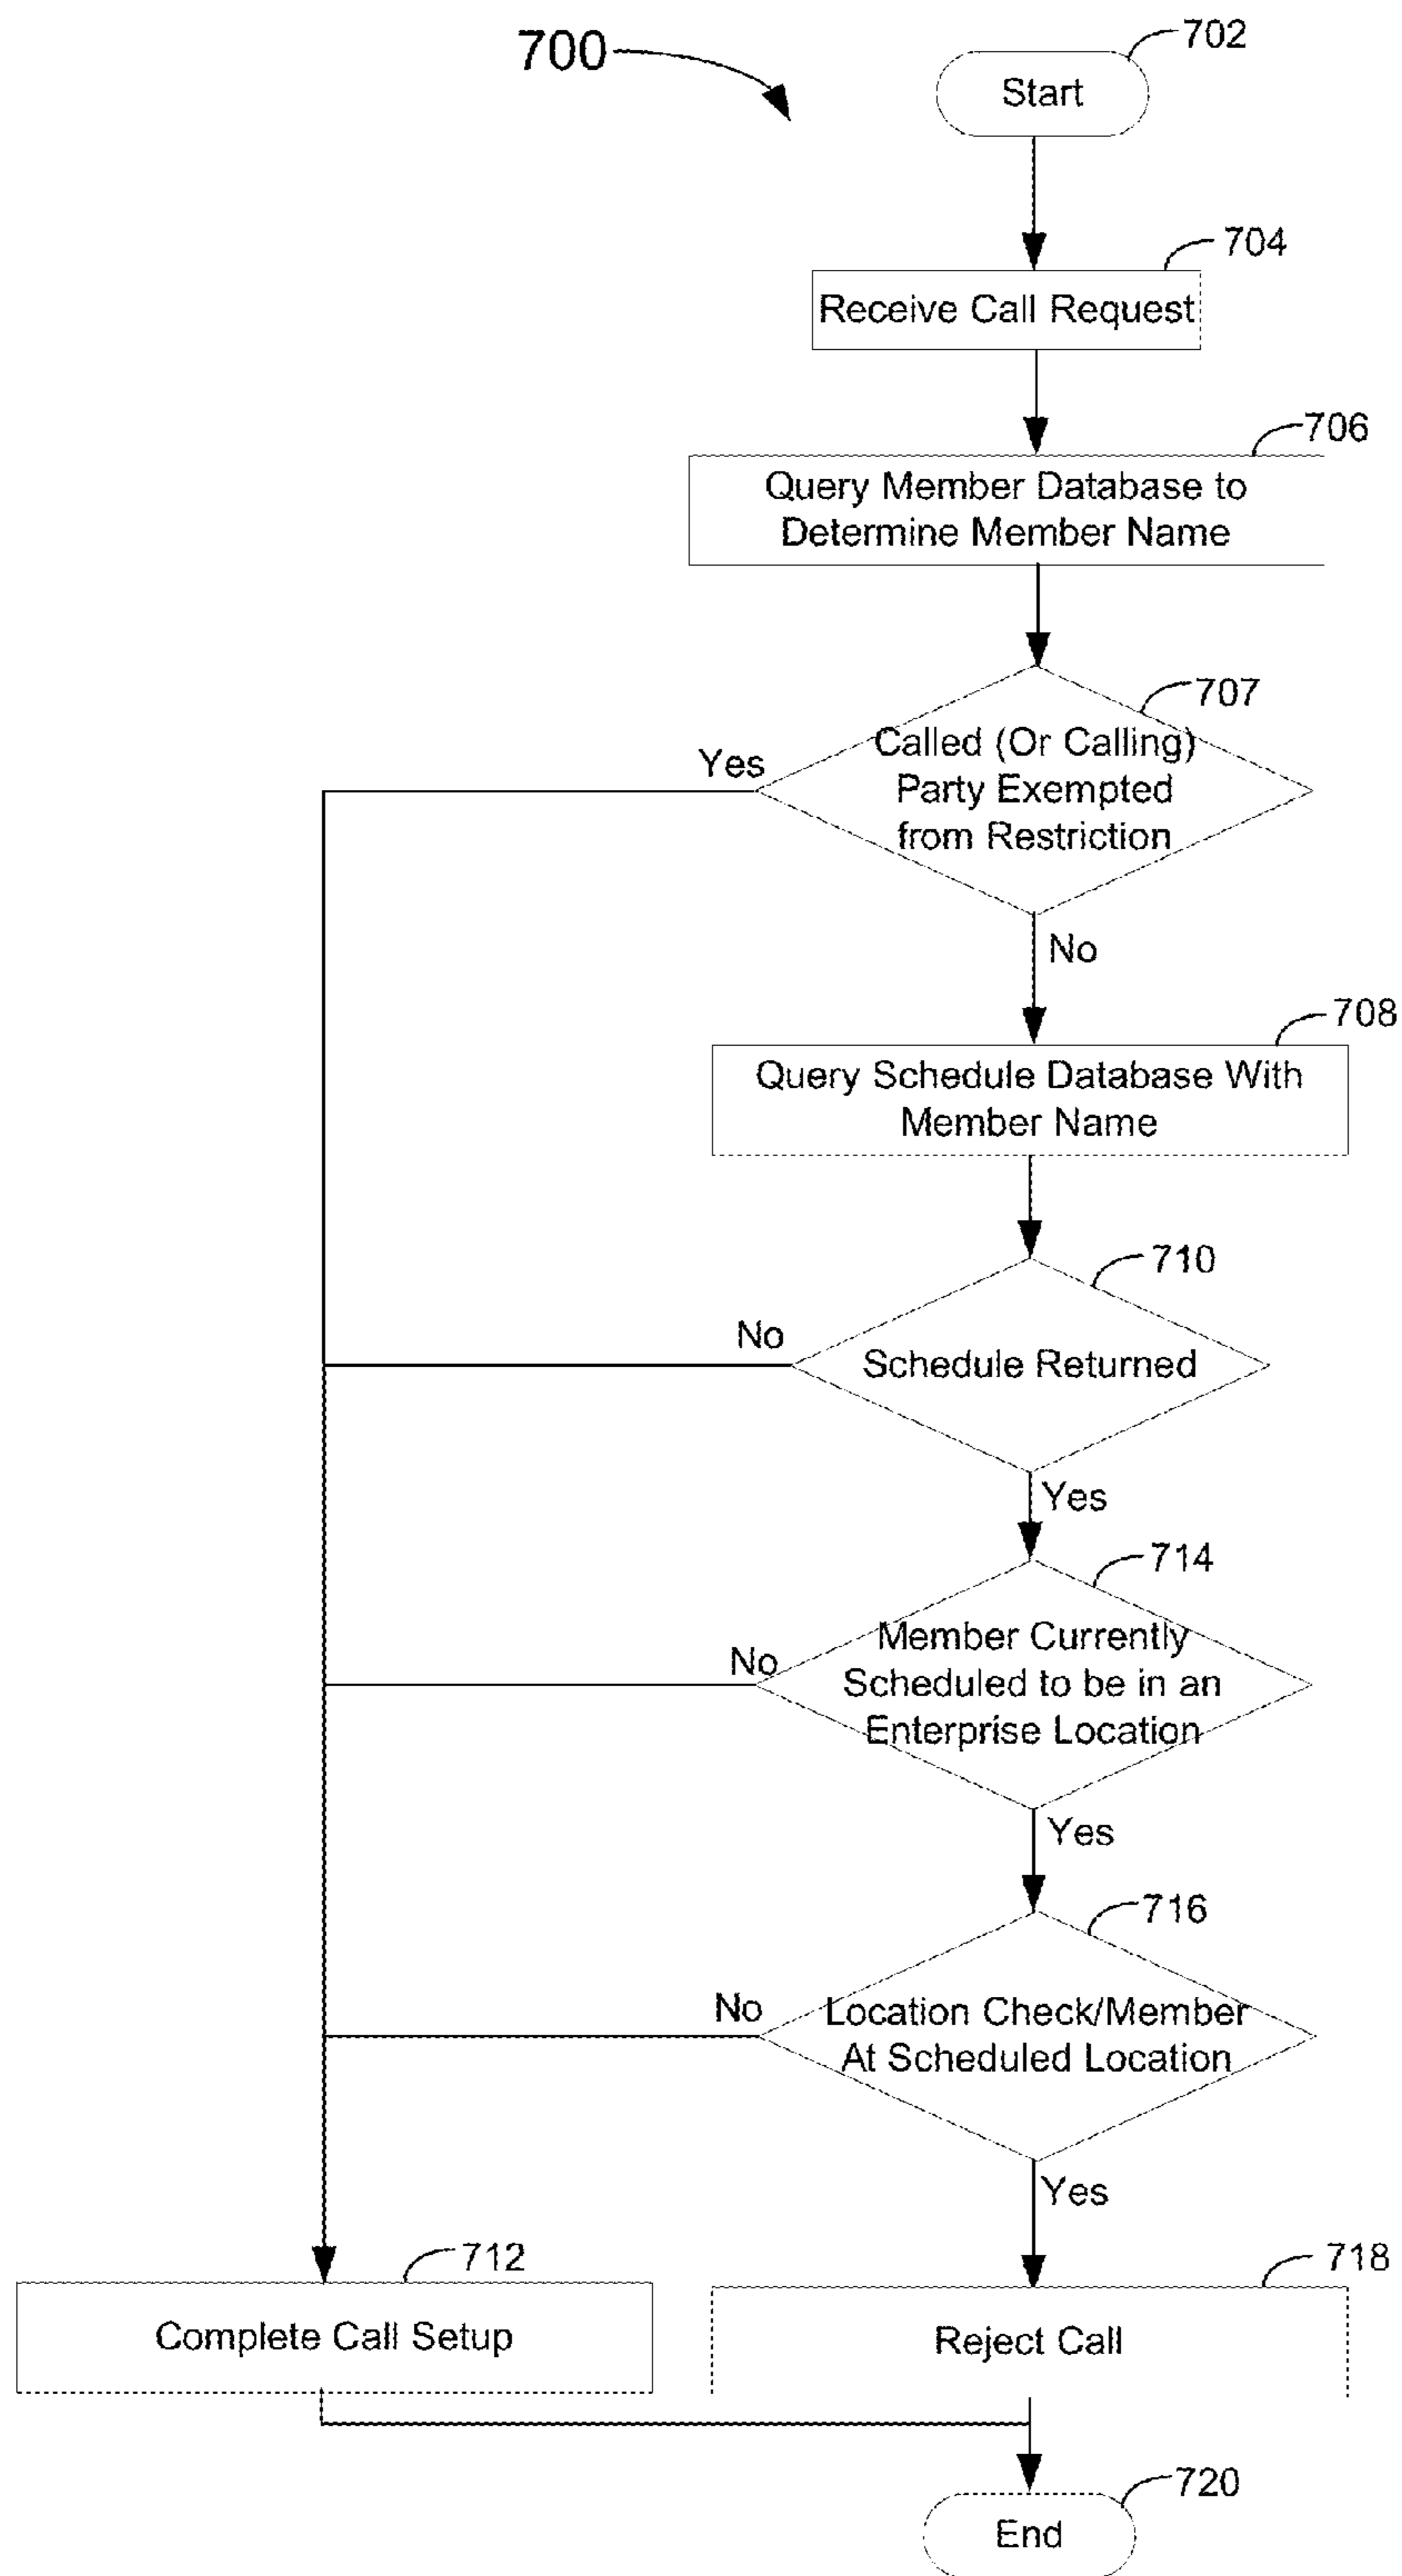 700
702
Start
704
Receive Call Request
706
Query Member Database to
Determine Member Name
707
Called (Or Calling)
Party Exempted
from Restriction
Yes
No
708
Query Schedule Database With
Member Name
710
No
Schedule Returned
Yes
714
Member Currently
Scheduled to be in an
Enterprise Location
No
Yes
716
No
Location Check/Member
At Scheduled Location
Yes
712
Complete Call Setup
718
Reject Call
720
End